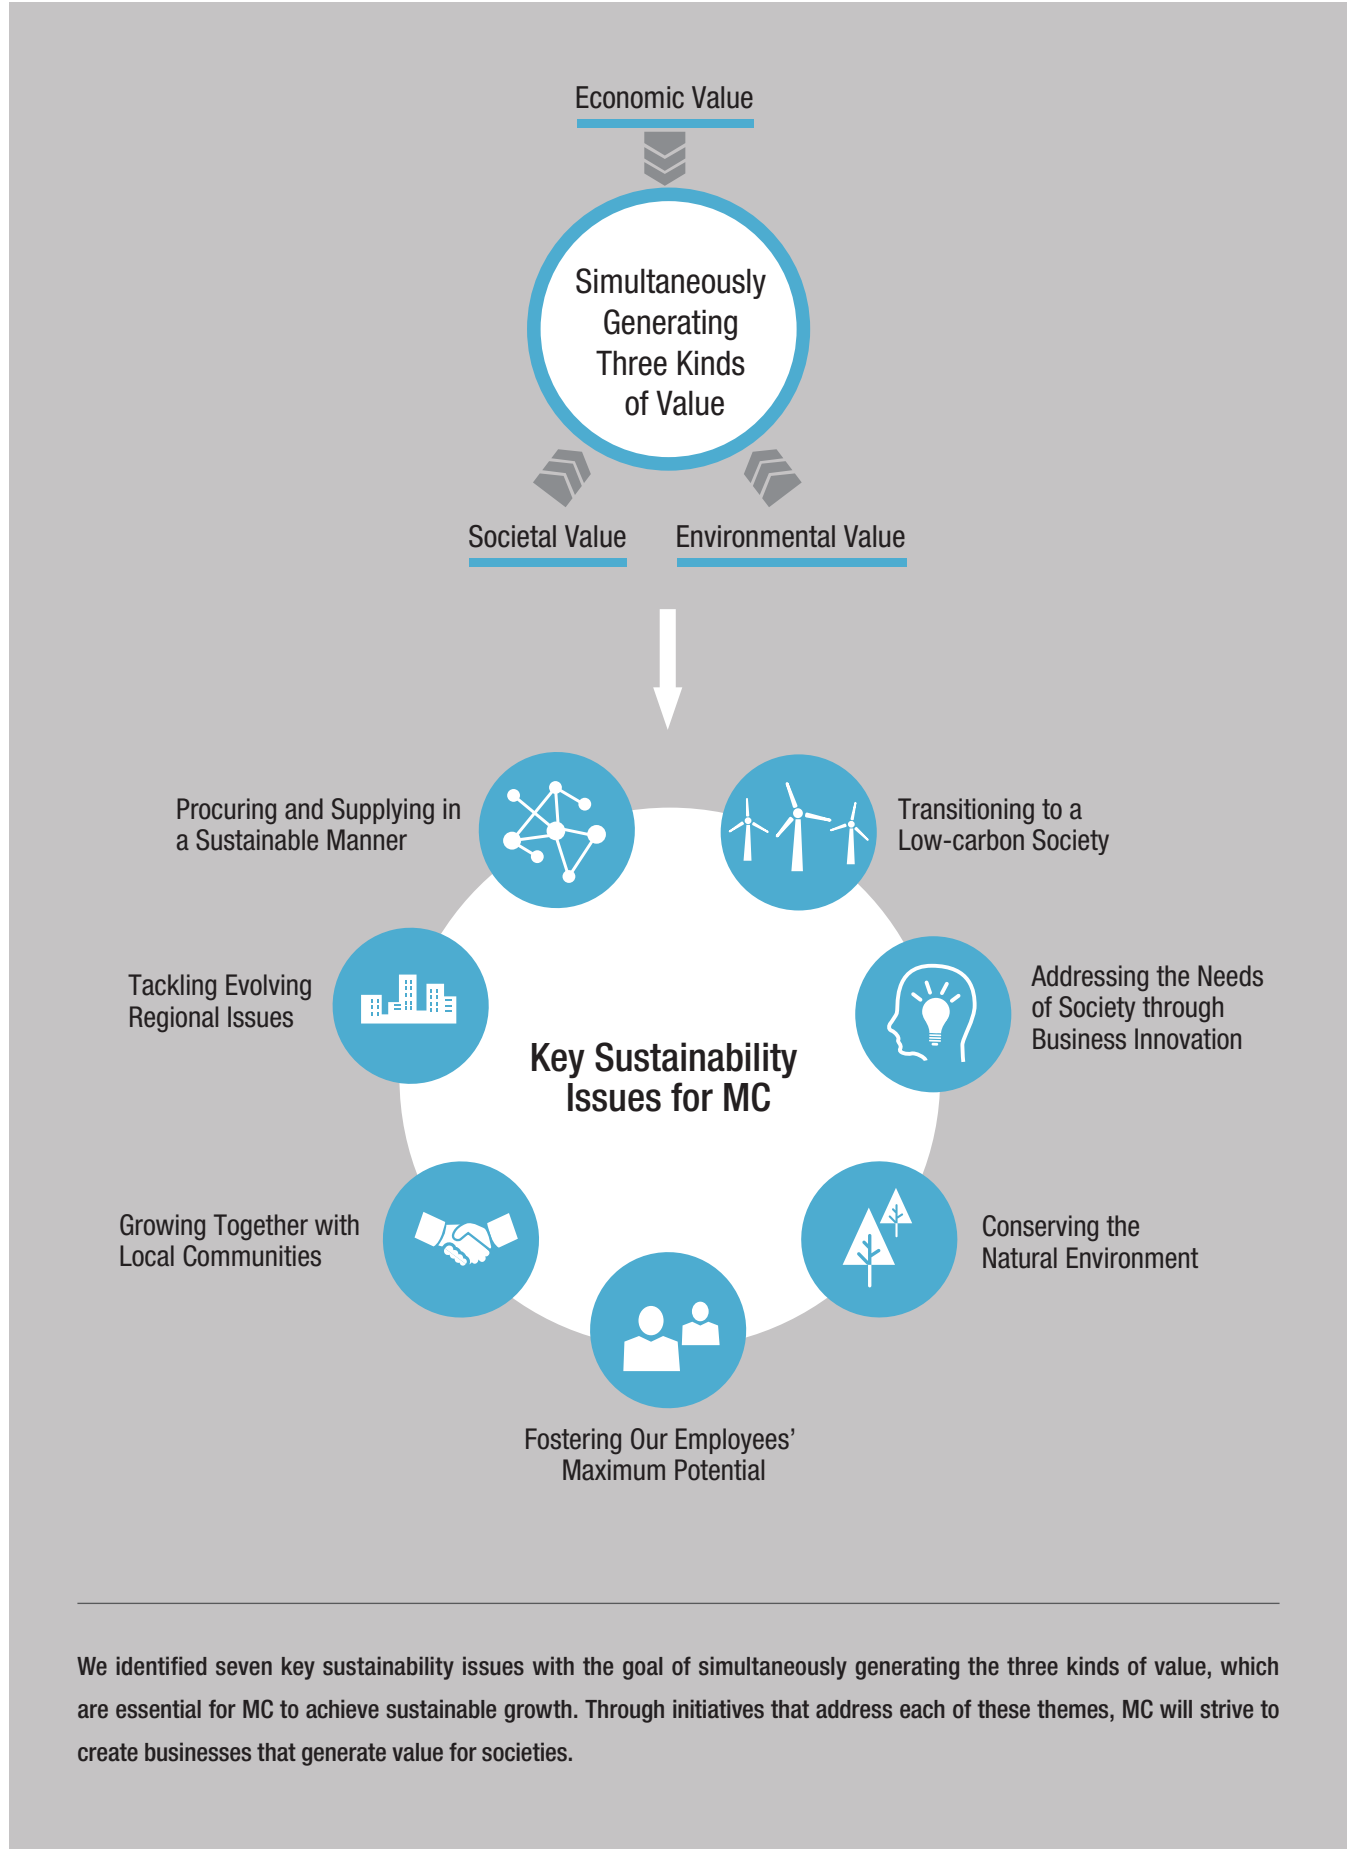 Economic Value
Simultaneously
Generating
Three Kinds
of Value
Societal Value
Environmental Value
Procuring and Supplying in
a Sustainable Manner
Transitioning to a
Low-carbon Society
Tackling Evolving
Regional Issues
Addressing the Needs
of Society through
Business Innovation
Key Sustainability
Issues for MC
Growing Together with
Local Communities
Conserving the
Natural Environment
Fostering Our Employees’
Maximum Potential
We identified seven key sustainability issues with the goal of simultaneously generating the three kinds of value, which
are essential for MC to achieve sustainable growth. Through initiatives that address each of these themes, MC will strive to
create businesses that generate value for societies.